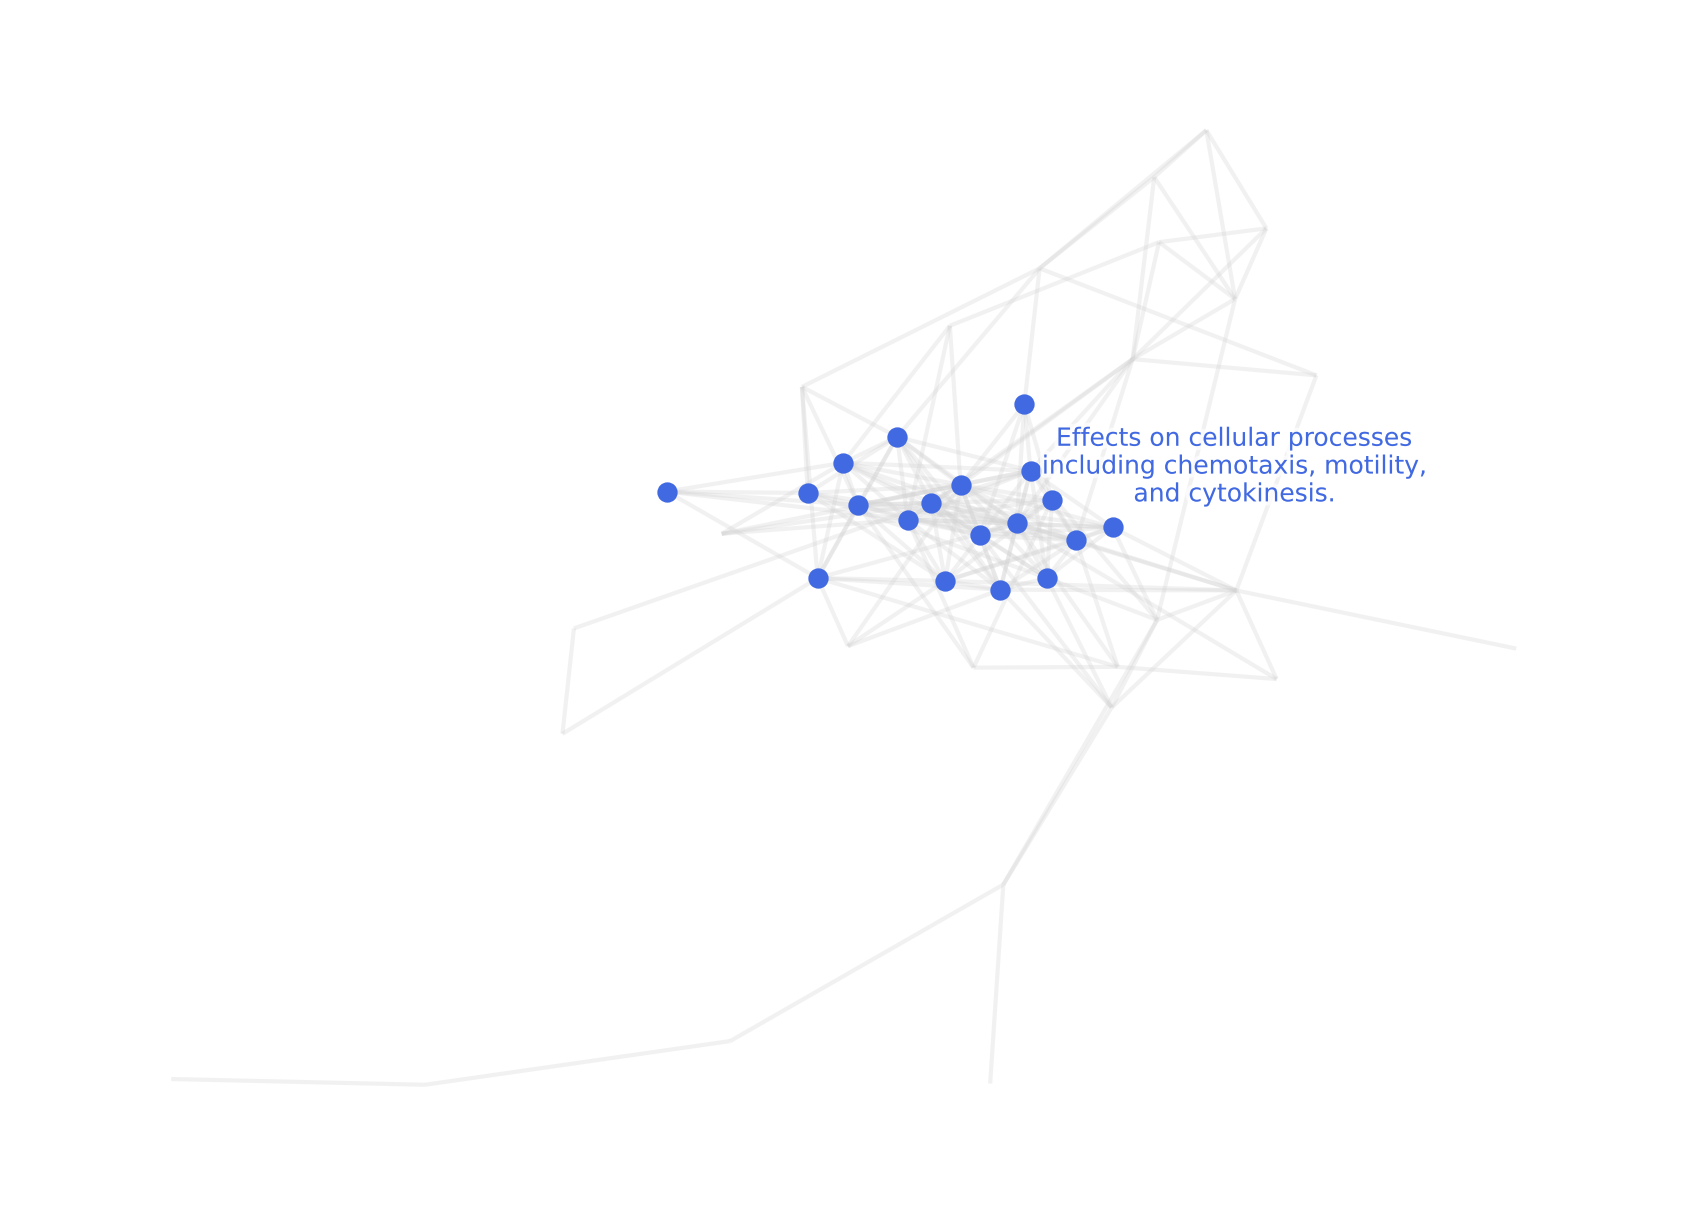 Effects on cellular processes
including chemotaxis, motility,
and cytokinesis.